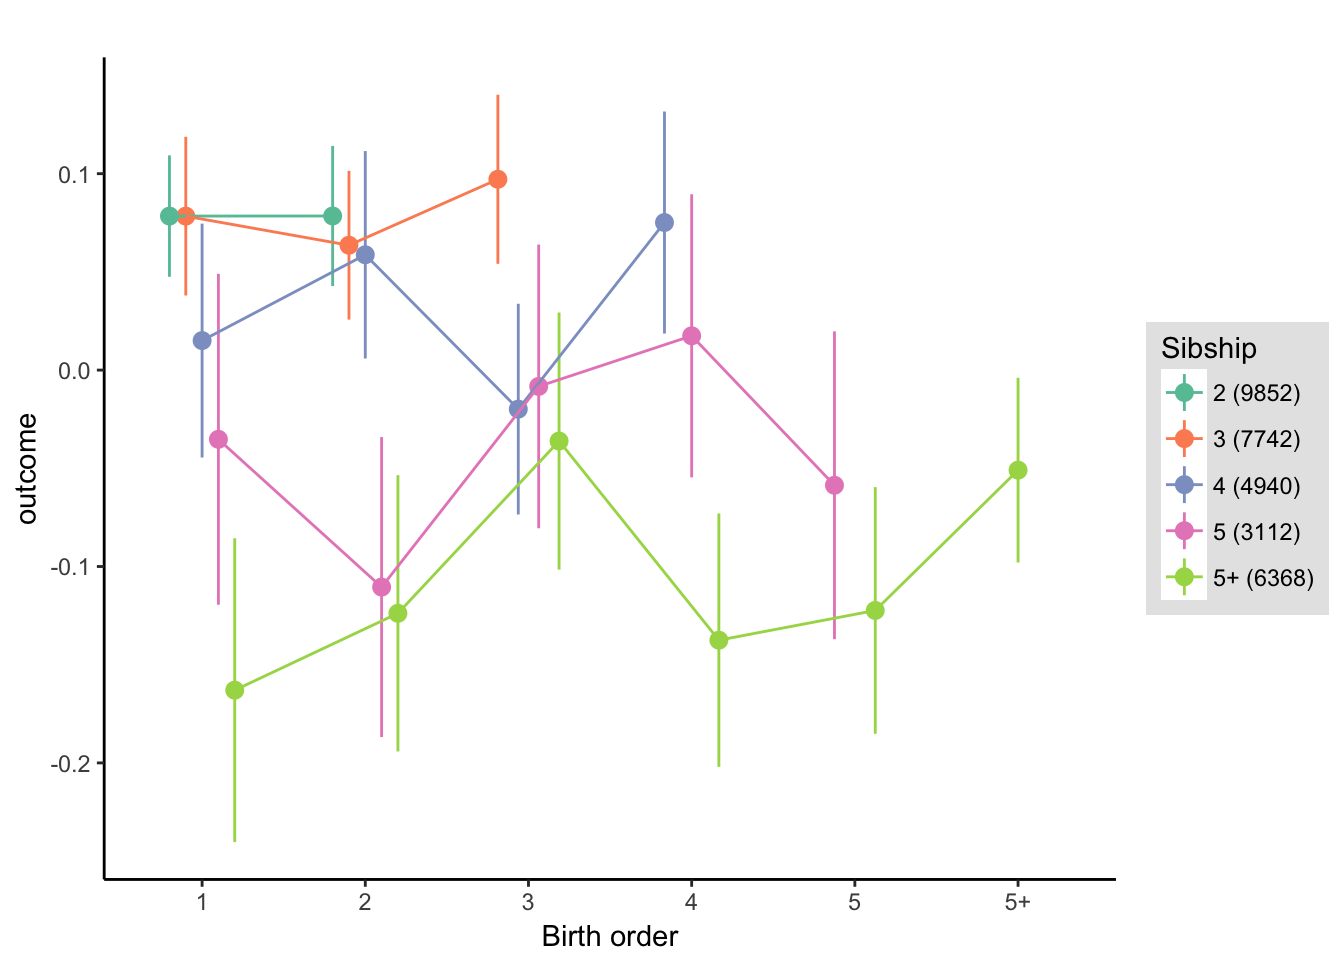 0.1
0.0
-0.1
-0.2
outcome
1 2 3 4 5 5+
Birth order
Sibship
2 (9852)
3 (7742)
4 (4940)
5 (3112)
5+ (6368)